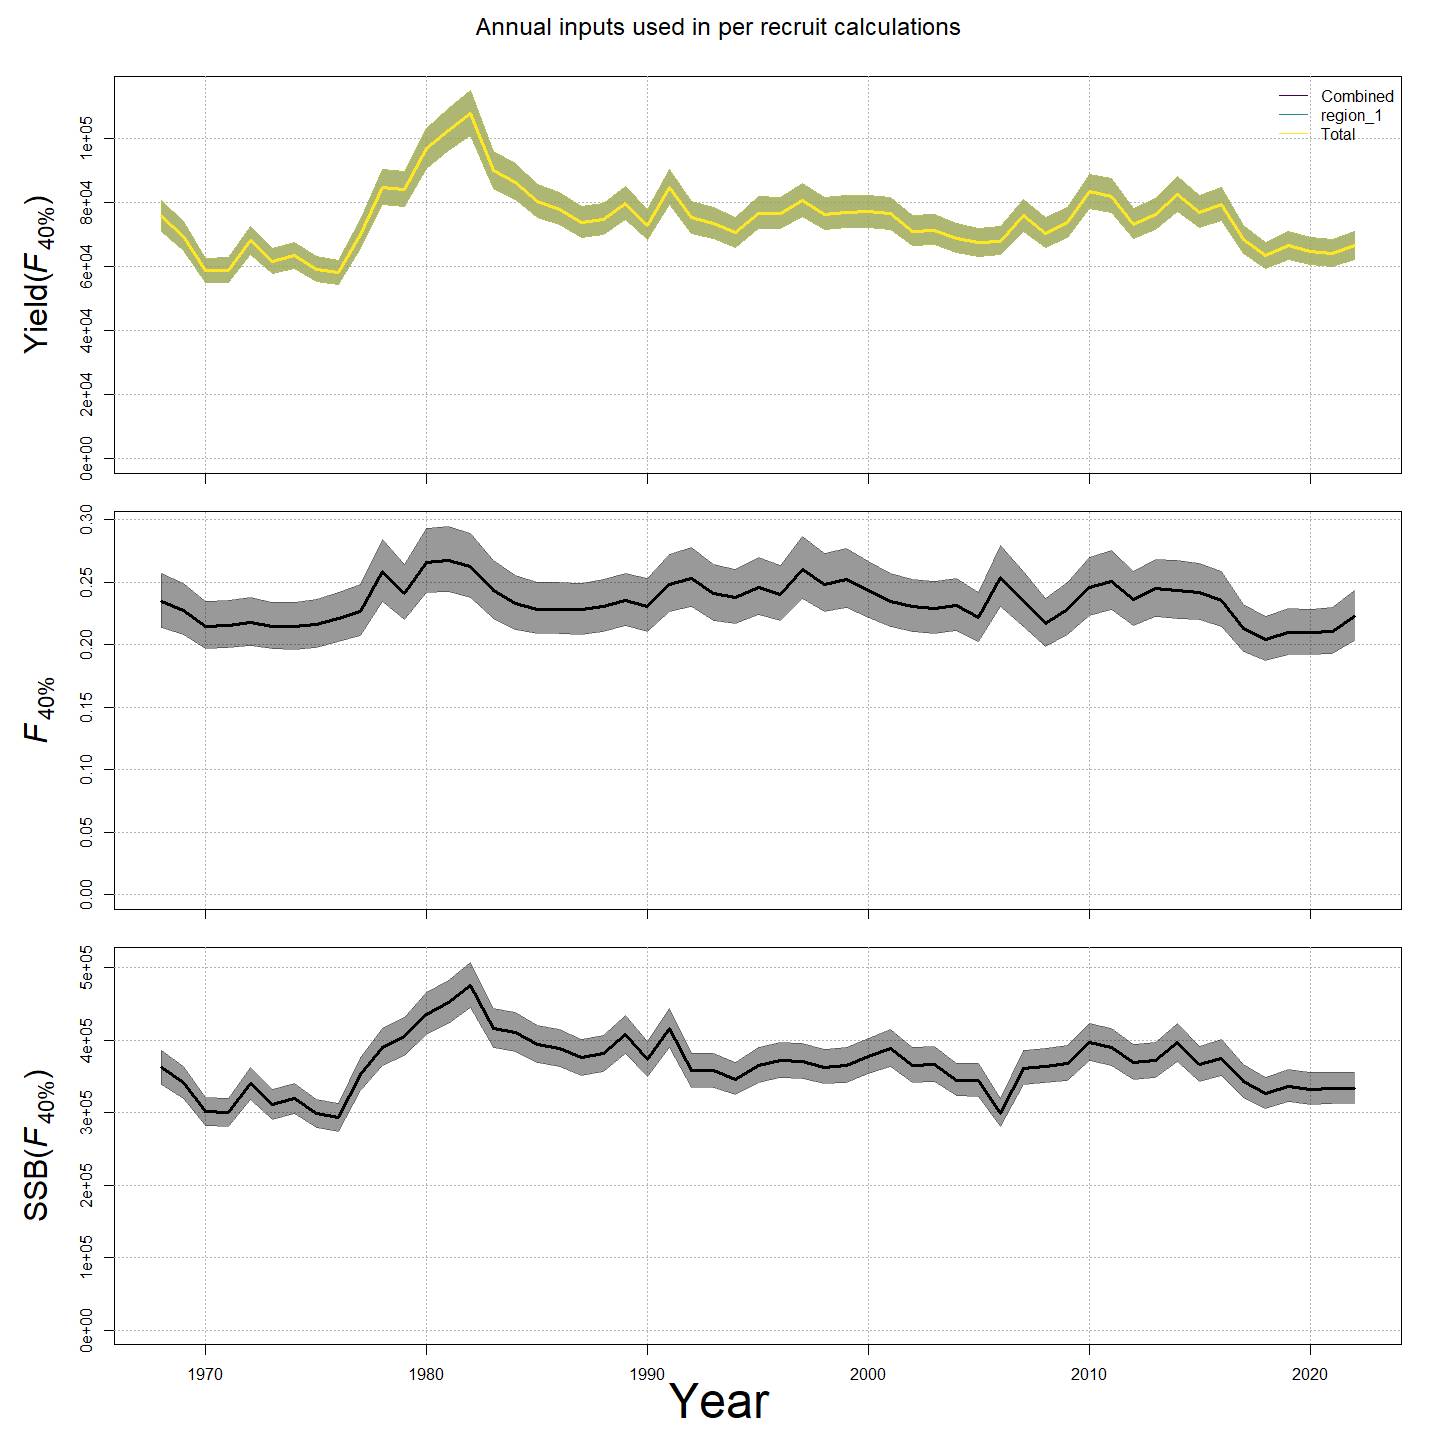 Annual inputs used in per recruit calculations
Yield(F40%)
1e+05
8e+04
6e+04
4e+04
2e+04
0e+00
Combined
region_1
Total
F40%
0.30
0.25
0.20
0.15
0.10
0.05
0.00
SSB(F40%)
5e+05
4e+05
3e+05
2e+05
1e+05
0e+00
1970 1980 1990 2000 2010 2020
Year